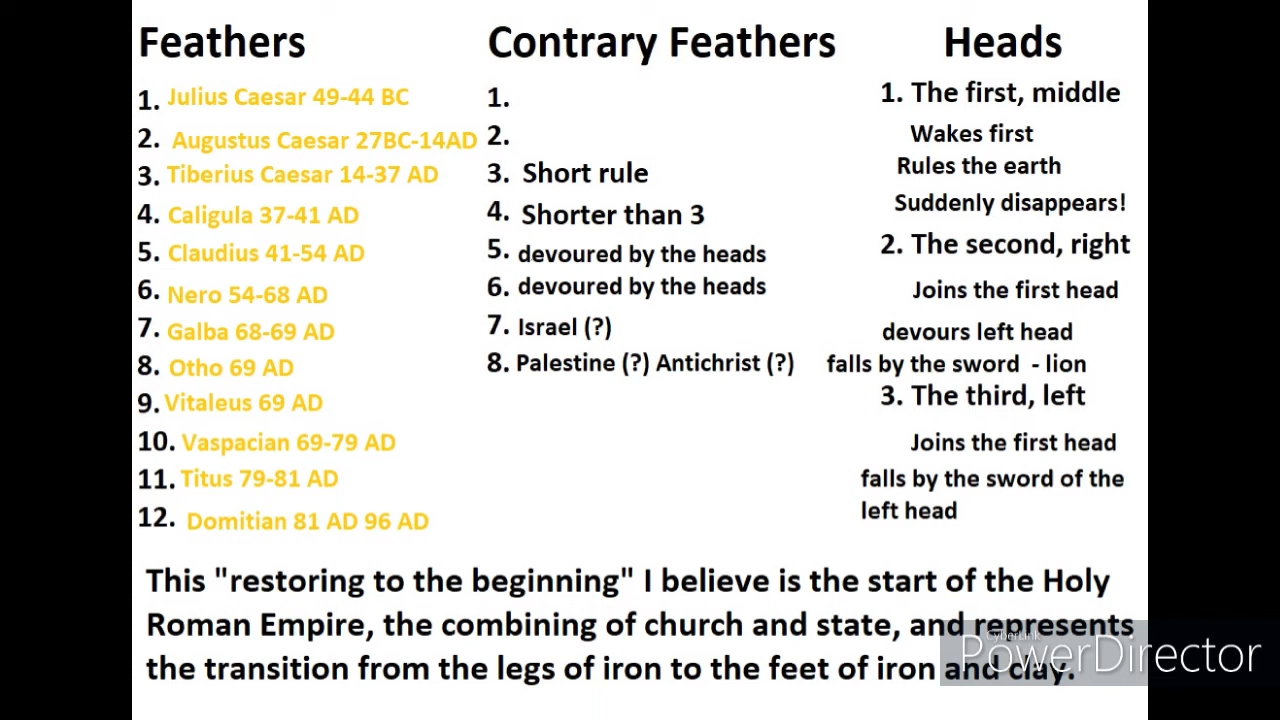 Feathers
1. Julius Caesar 49-44 BC
2. Augustus Caesar 27BC-14AD
3. Tiberius Caesar 14-37 AD
4. Caligula 37-41 AD
5. Claudius 41-54 AD
6. Nero 54-68 AD
7. Galba 68-69 AD
8. Otho 69 AD
9. Vitaleus 69 AD
10. Vaspacian 69-79 AD
11. Titus 79-81 AD
12. Domitian 81 AD 96 AD
Contrary Feathers
1.
2.
3. Short rule
4. Shorter than 3
5. devoured by the heads
6. devoured by the heads
7. Israel (?)
8. Palestine (?) Antichrist (?)
Heads
1. The first, middle
Wakes first
Rules the earth
Suddenly disappears!
2. The second, right
Joins the first head
devours left head
falls by the sword - lion
3. The third, left
Joins the first head
falls by the sword of the
left head
This "restoring to the beginning" I believe is the start of the Holy
Roman Empire, the combining of church and state, and represents
the transition from the legs of iron to the feet of iron and clay.
CyberLink
PowerDirector